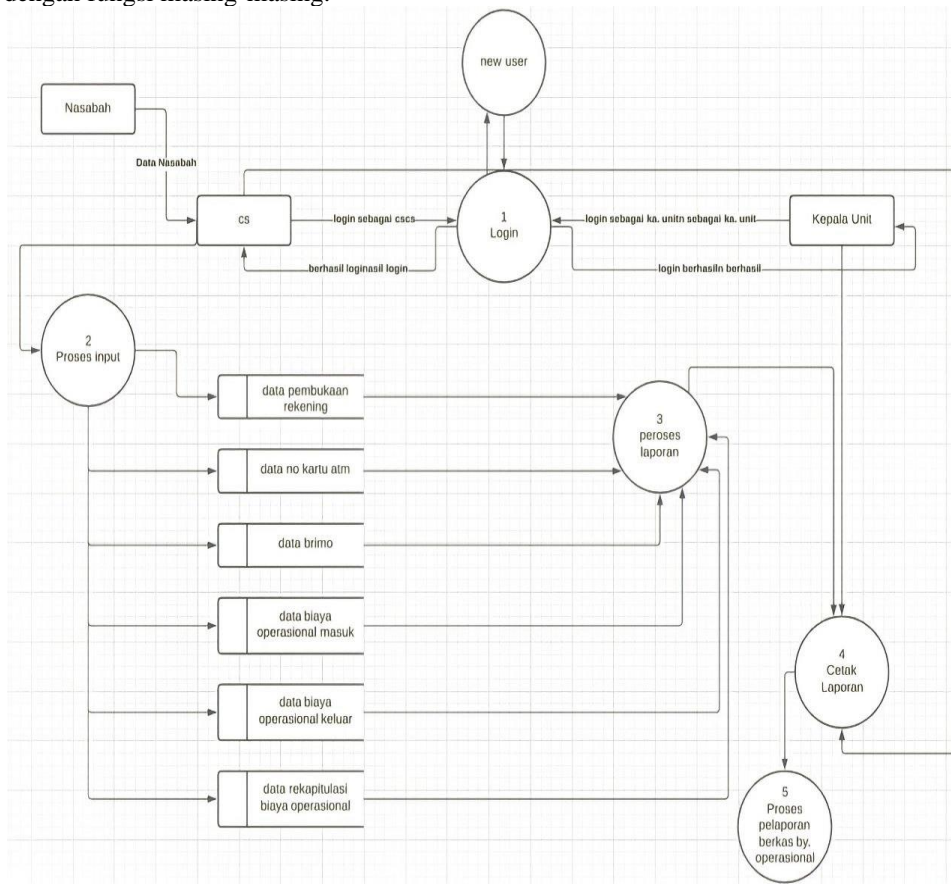 dengan fungsi masing-masing.
new user
Nasabah
Data Nasabah
cs
login sebagai cscs
1
Login
login sebagai ka. unitn sebagai ka. unit
Kepala Unit
berhasil loginasil login
login berhasiln berhasil
2
Proses input
data pembukaan
rekening
3
peroses
laporan
data no kartu atm
data brimo
data biaya
operasional masuk
4
Cetak
Laporan
data biaya
operasional keluar
data rekapitulasi
biaya operasional
5
Proses
pelaporan
berkas by.
operasional